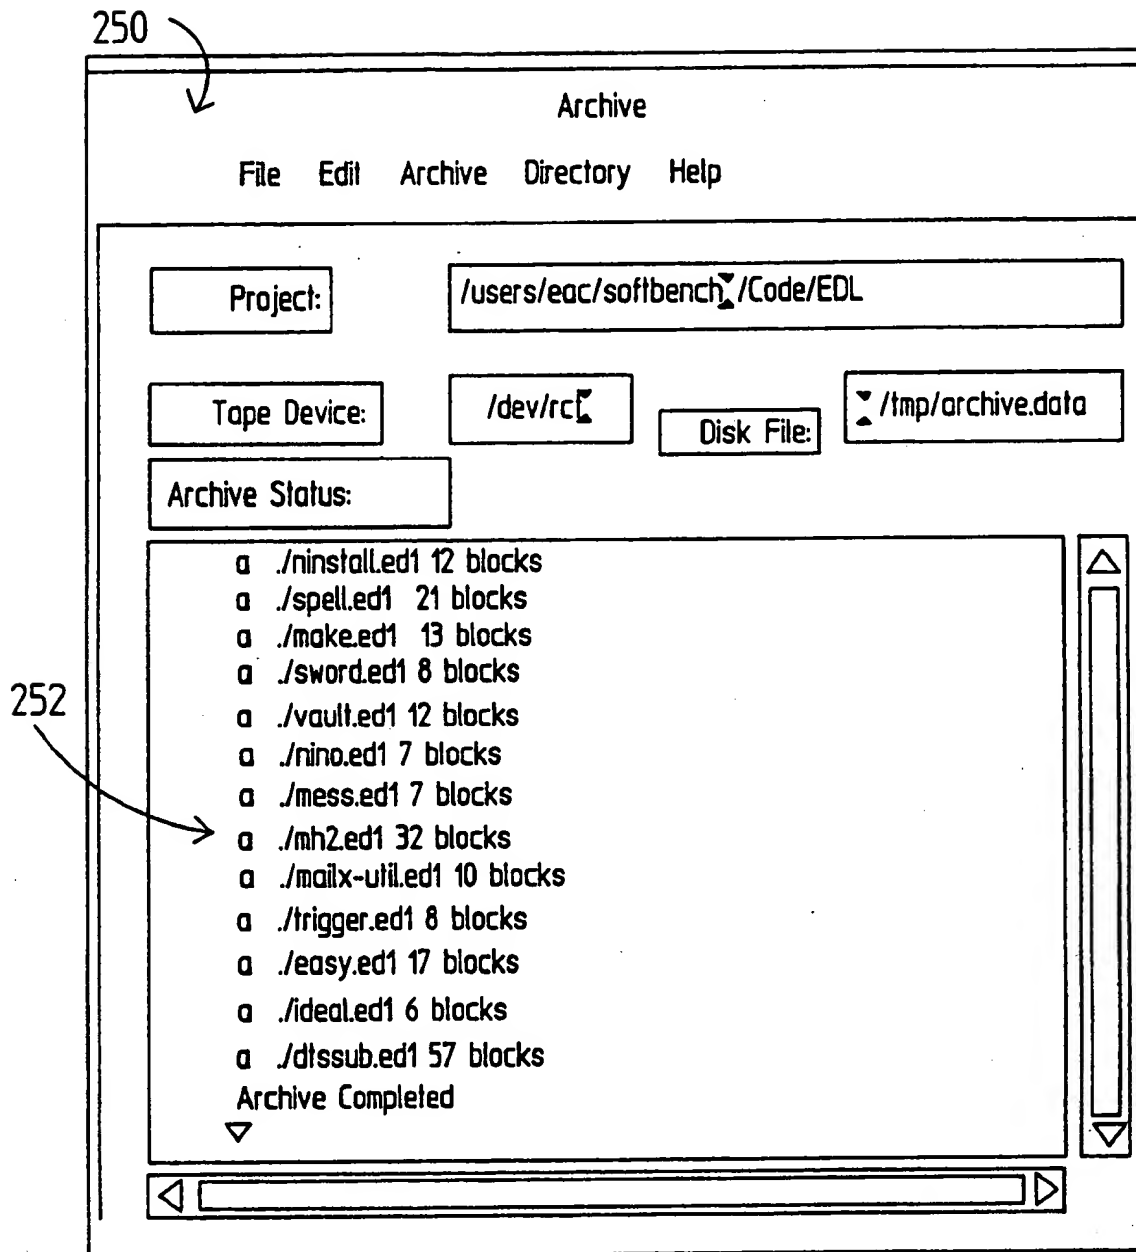 250
Archive
File Edit Archive Directory Help
Project: /users/eac/softbench /Code/EDL
Tape Device: /dev/rct Disk File: /tmp/archive.data
Archive Status:
a ./ninstall.ed1 12 blocks
a ./spell.ed1 21 blocks
a ./make.ed1 13 blocks
a ./sword.ed1 8 blocks
252
a ./vault.ed1 12 blocks
a ./nino.ed1 7 blocks
a ./mess.ed1 7 blocks
a ./mh2.ed1 32 blocks
a ./mailx-util.ed1 10 blocks
a ./trigger.ed1 8 blocks
a ./easy.ed1 17 blocks
a ./ideal.ed1 6 blocks
a ./dtssub.ed1 57 blocks
Archive Completed